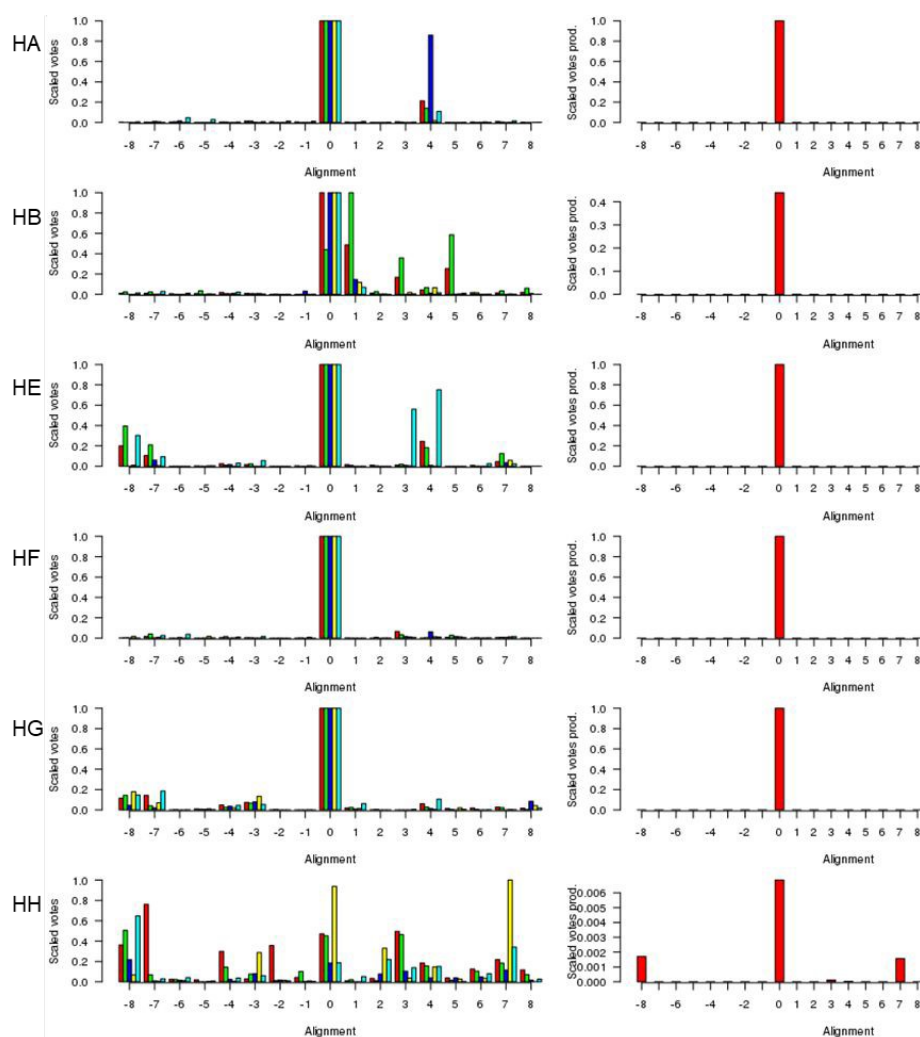 HA
Scaled votes
1.0
0.8
0.6
0.4
0.2
0.0
-8 -7 -6 -5 -4 -3 -2 -1 0 1 2 3 4 5 6 7 8
Alignment
Scaled votes prod.
1.0
0.8
0.6
0.4
0.2
0.0
-8 -6 -4 -2 0 1 2 3 4 5 6 7 8
Alignment
HB
Scaled votes
1.0
0.8
0.6
0.4
0.2
0.0
-8 -7 -6 -5 -4 -3 -2 -1 0 1 2 3 4 5 6 7 8
Alignment
Scaled votes prod.
0.4
0.3
0.2
0.1
0.0
-8 -6 -4 -2 0 1 2 3 4 5 6 7 8
Alignment
HE
Scaled votes
1.0
0.8
0.6
0.4
0.2
0.0
-8 -7 -6 -5 -4 -3 -2 -1 0 1 2 3 4 5 6 7 8
Alignment
Scaled votes prod.
1.0
0.8
0.6
0.4
0.2
0.0
-8 -6 -4 -2 0 1 2 3 4 5 6 7 8
Alignment
HF
Scaled votes
1.0
0.8
0.6
0.4
0.2
0.0
-8 -7 -6 -5 -4 -3 -2 -1 0 1 2 3 4 5 6 7 8
Alignment
Scaled votes prod.
1.0
0.8
0.6
0.4
0.2
0.0
-8 -6 -4 -2 0 1 2 3 4 5 6 7 8
Alignment
HG
Scaled votes
1.0
0.8
0.6
0.4
0.2
0.0
-8 -7 -6 -5 -4 -3 -2 -1 0 1 2 3 4 5 6 7 8
Alignment
Scaled votes prod.
1.0
0.8
0.6
0.4
0.2
0.0
-8 -6 -4 -2 0 1 2 3 4 5 6 7 8
Alignment
HH
Scaled votes
1.0
0.8
0.6
0.4
0.2
0.0
-8 -7 -6 -5 -4 -3 -2 -1 0 1 2 3 4 5 6 7 8
Alignment
Scaled votes prod.
0.006
0.005
0.004
0.003
0.002
0.001
0.000
-8 -6 -4 -2 0 1 2 3 4 5 6 7 8
Alignment